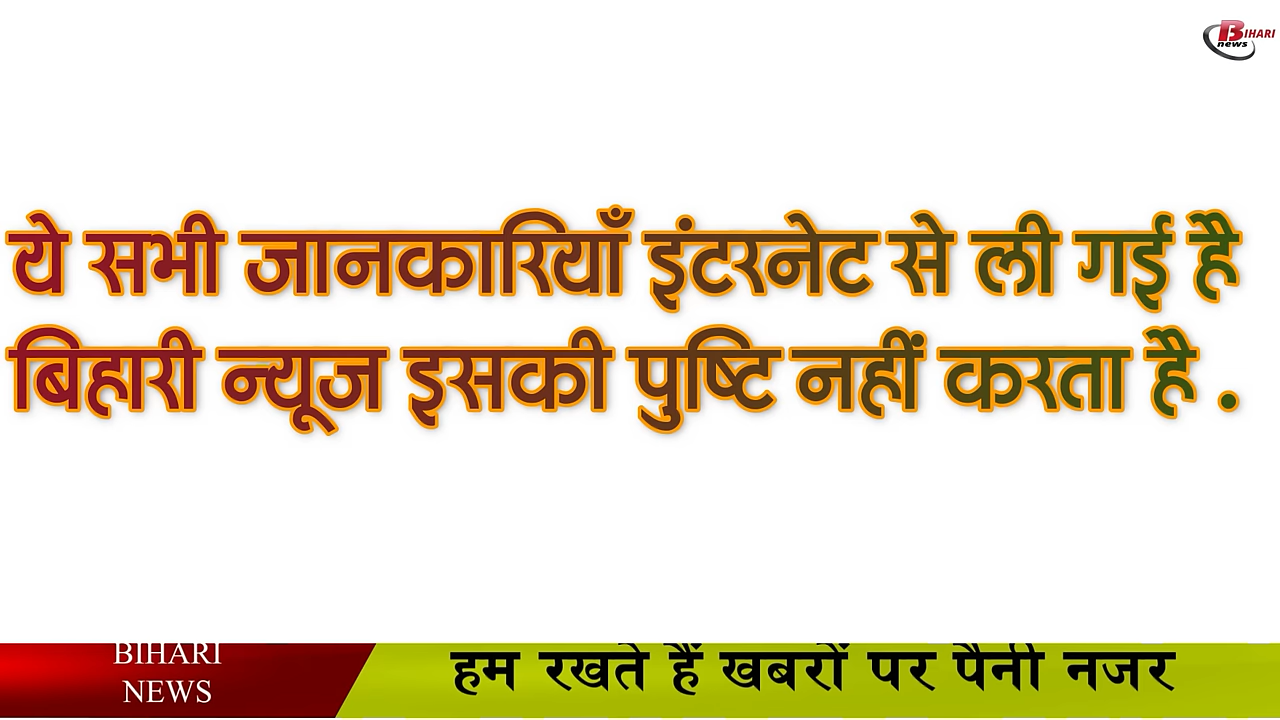 BIHARI
news
ये सभी जानकारियाँ इंटरनेट से ली गई है
बिहारी न्यूज इसकी पुष्टि नहीं करता है .
BIHARI
NEWS
हम रखते हैं खबरों पर पैनी नजर